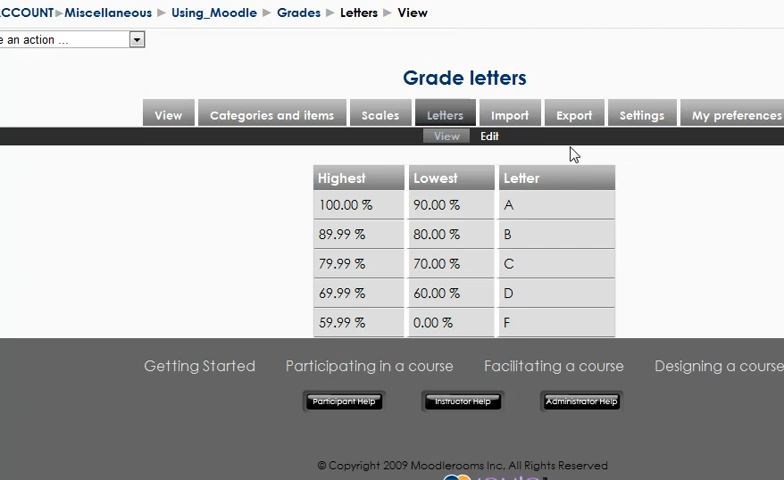 ACCOUNT ▶ Miscellaneous ▶ Using_Moodle ▶ Grades ▶ Letters ▶ View
e an action ...
Grade letters
View Categories and items Scales Letters Import Export Settings My preferences
View Edit
Highest Lowest Letter
100.00 % 90.00 % A
89.99 % 80.00 % B
79.99 % 70.00 % C
69.99 % 60.00 % D
59.99 % 0.00 % F
Getting Started Participating in a course Facilitating a course Designing a course
Participant Help Instructor Help Administrator Help
© Copyright 2009 Moodlerooms Inc, All Rights Reserved